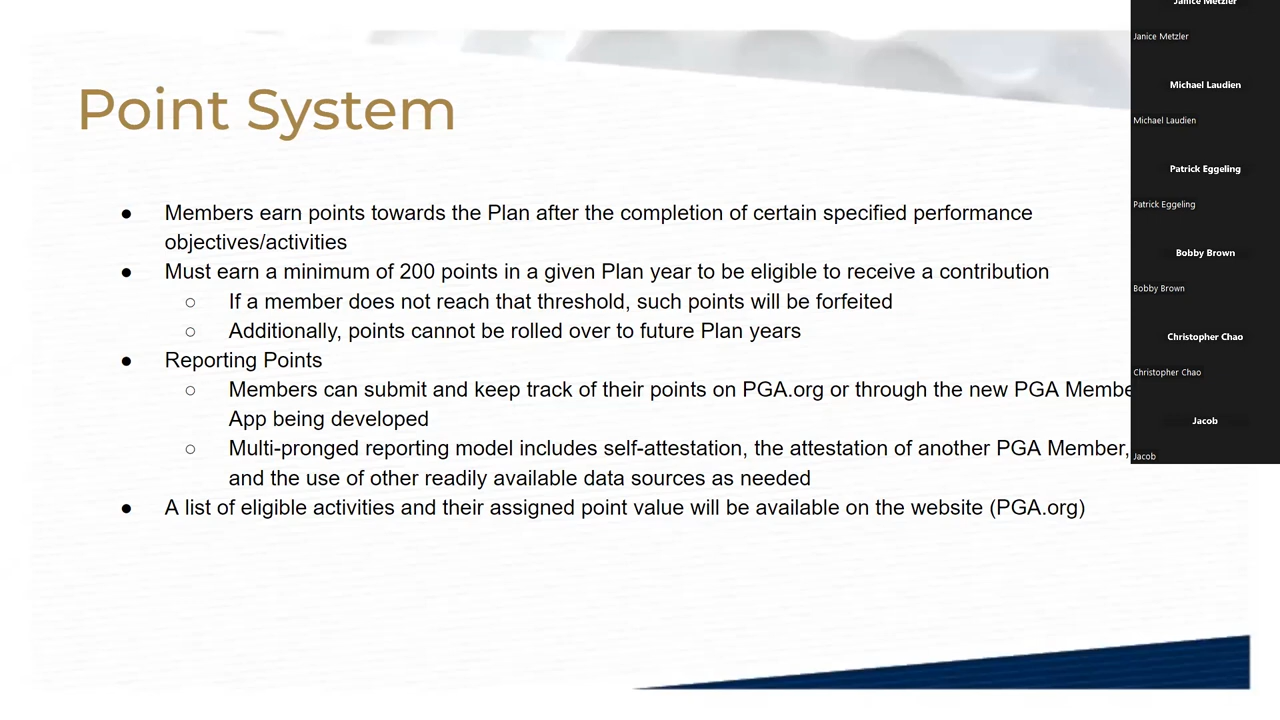 Point System
● Members earn points towards the Plan after the completion of certain specified performance
objectives/activities
● Must earn a minimum of 200 points in a given Plan year to be eligible to receive a contribution
○ If a member does not reach that threshold, such points will be forfeited
○ Additionally, points cannot be rolled over to future Plan years
● Reporting Points
○ Members can submit and keep track of their points on PGA.org or through the new PGA Membe
App being developed
○ Multi-pronged reporting model includes self-attestation, the attestation of another PGA Member,
and the use of other readily available data sources as needed
● A list of eligible activities and their assigned point value will be available on the website (PGA.org)
Janice Metzler
Janice Metzler
Michael Laudien
Michael Laudien
Patrick Eggeling
Patrick Eggeling
Bobby Brown
Bobby Brown
Christopher Chao
Christopher Chao
Jacob
Jacob